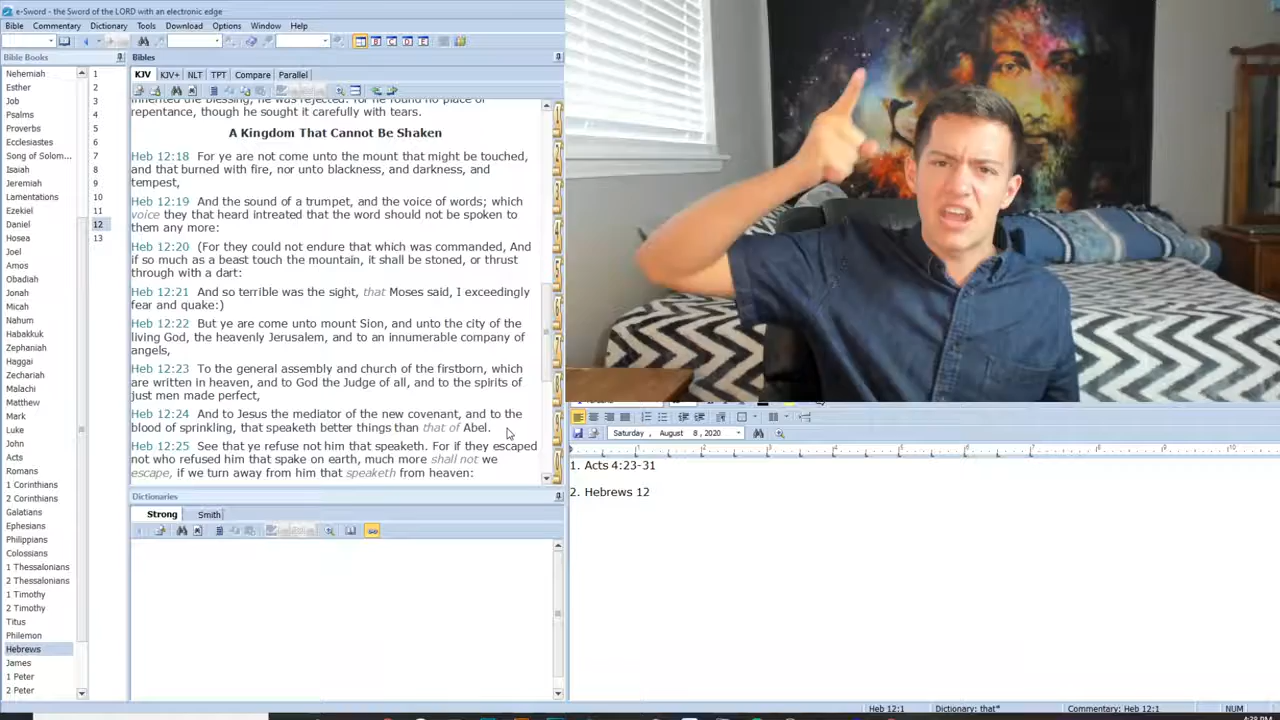 e-Sword - the Sword of the LORD with an electronic edge
Bible Commentary Dictionary Tools Download Options Window Help
Bible Books
Nehemiah
Esther
Job
Psalms
Proverbs
Ecclesiastes
Song of Solom...
Isaiah
Jeremiah
Lamentations
Ezekiel
Daniel
Hosea
Joel
Amos
Obadiah
Jonah
Micah
Nahum
Habakkuk
Zephaniah
Haggai
Zechariah
Malachi
Matthew
Mark
Luke
John
Acts
Romans
1 Corinthians
2 Corinthians
Galatians
Ephesians
Philippians
Colossians
1 Thessalonians
2 Thessalonians
1 Timothy
2 Timothy
Titus
Philemon
Hebrews
James
1 Peter
2 Peter
1
2
3
4
5
6
7
8
9
10
11
12
13
Bibles
KJV KJV+ NLT TPT Compare Parallel
inherited the blessing, he was rejected: for he found no place of
repentance, though he sought it carefully with tears.
A Kingdom That Cannot Be Shaken
Heb 12:18 For ye are not come unto the mount that might be touched,
and that burned with fire, nor unto blackness, and darkness, and
tempest,
Heb 12:19 And the sound of a trumpet, and the voice of words; which
voice they that heard intreated that the word should not be spoken to
them any more:
Heb 12:20 (For they could not endure that which was commanded, And
if so much as a beast touch the mountain, it shall be stoned, or thrust
through with a dart:
Heb 12:21 And so terrible was the sight, that Moses said, I exceedingly
fear and quake:)
Heb 12:22 But ye are come unto mount Sion, and unto the city of the
living God, the heavenly Jerusalem, and to an innumerable company of
angels,
Heb 12:23 To the general assembly and church of the firstborn, which
are written in heaven, and to God the Judge of all, and to the spirits of
just men made perfect,
Heb 12:24 And to Jesus the mediator of the new covenant, and to the
blood of sprinkling, that speaketh better things than that of Abel.
Heb 12:25 See that ye refuse not him that speaketh. For if they escaped
not who refused him that spake on earth, much more shall not we
escape, if we turn away from him that speaketh from heaven:
Dictionaries
Strong Smith
Saturday , August 8, 2020
1. Acts 4:23-31
2. Hebrews 12
Heb 12:1 Dictionary: that* Commentary: Heb 12:1 NUM